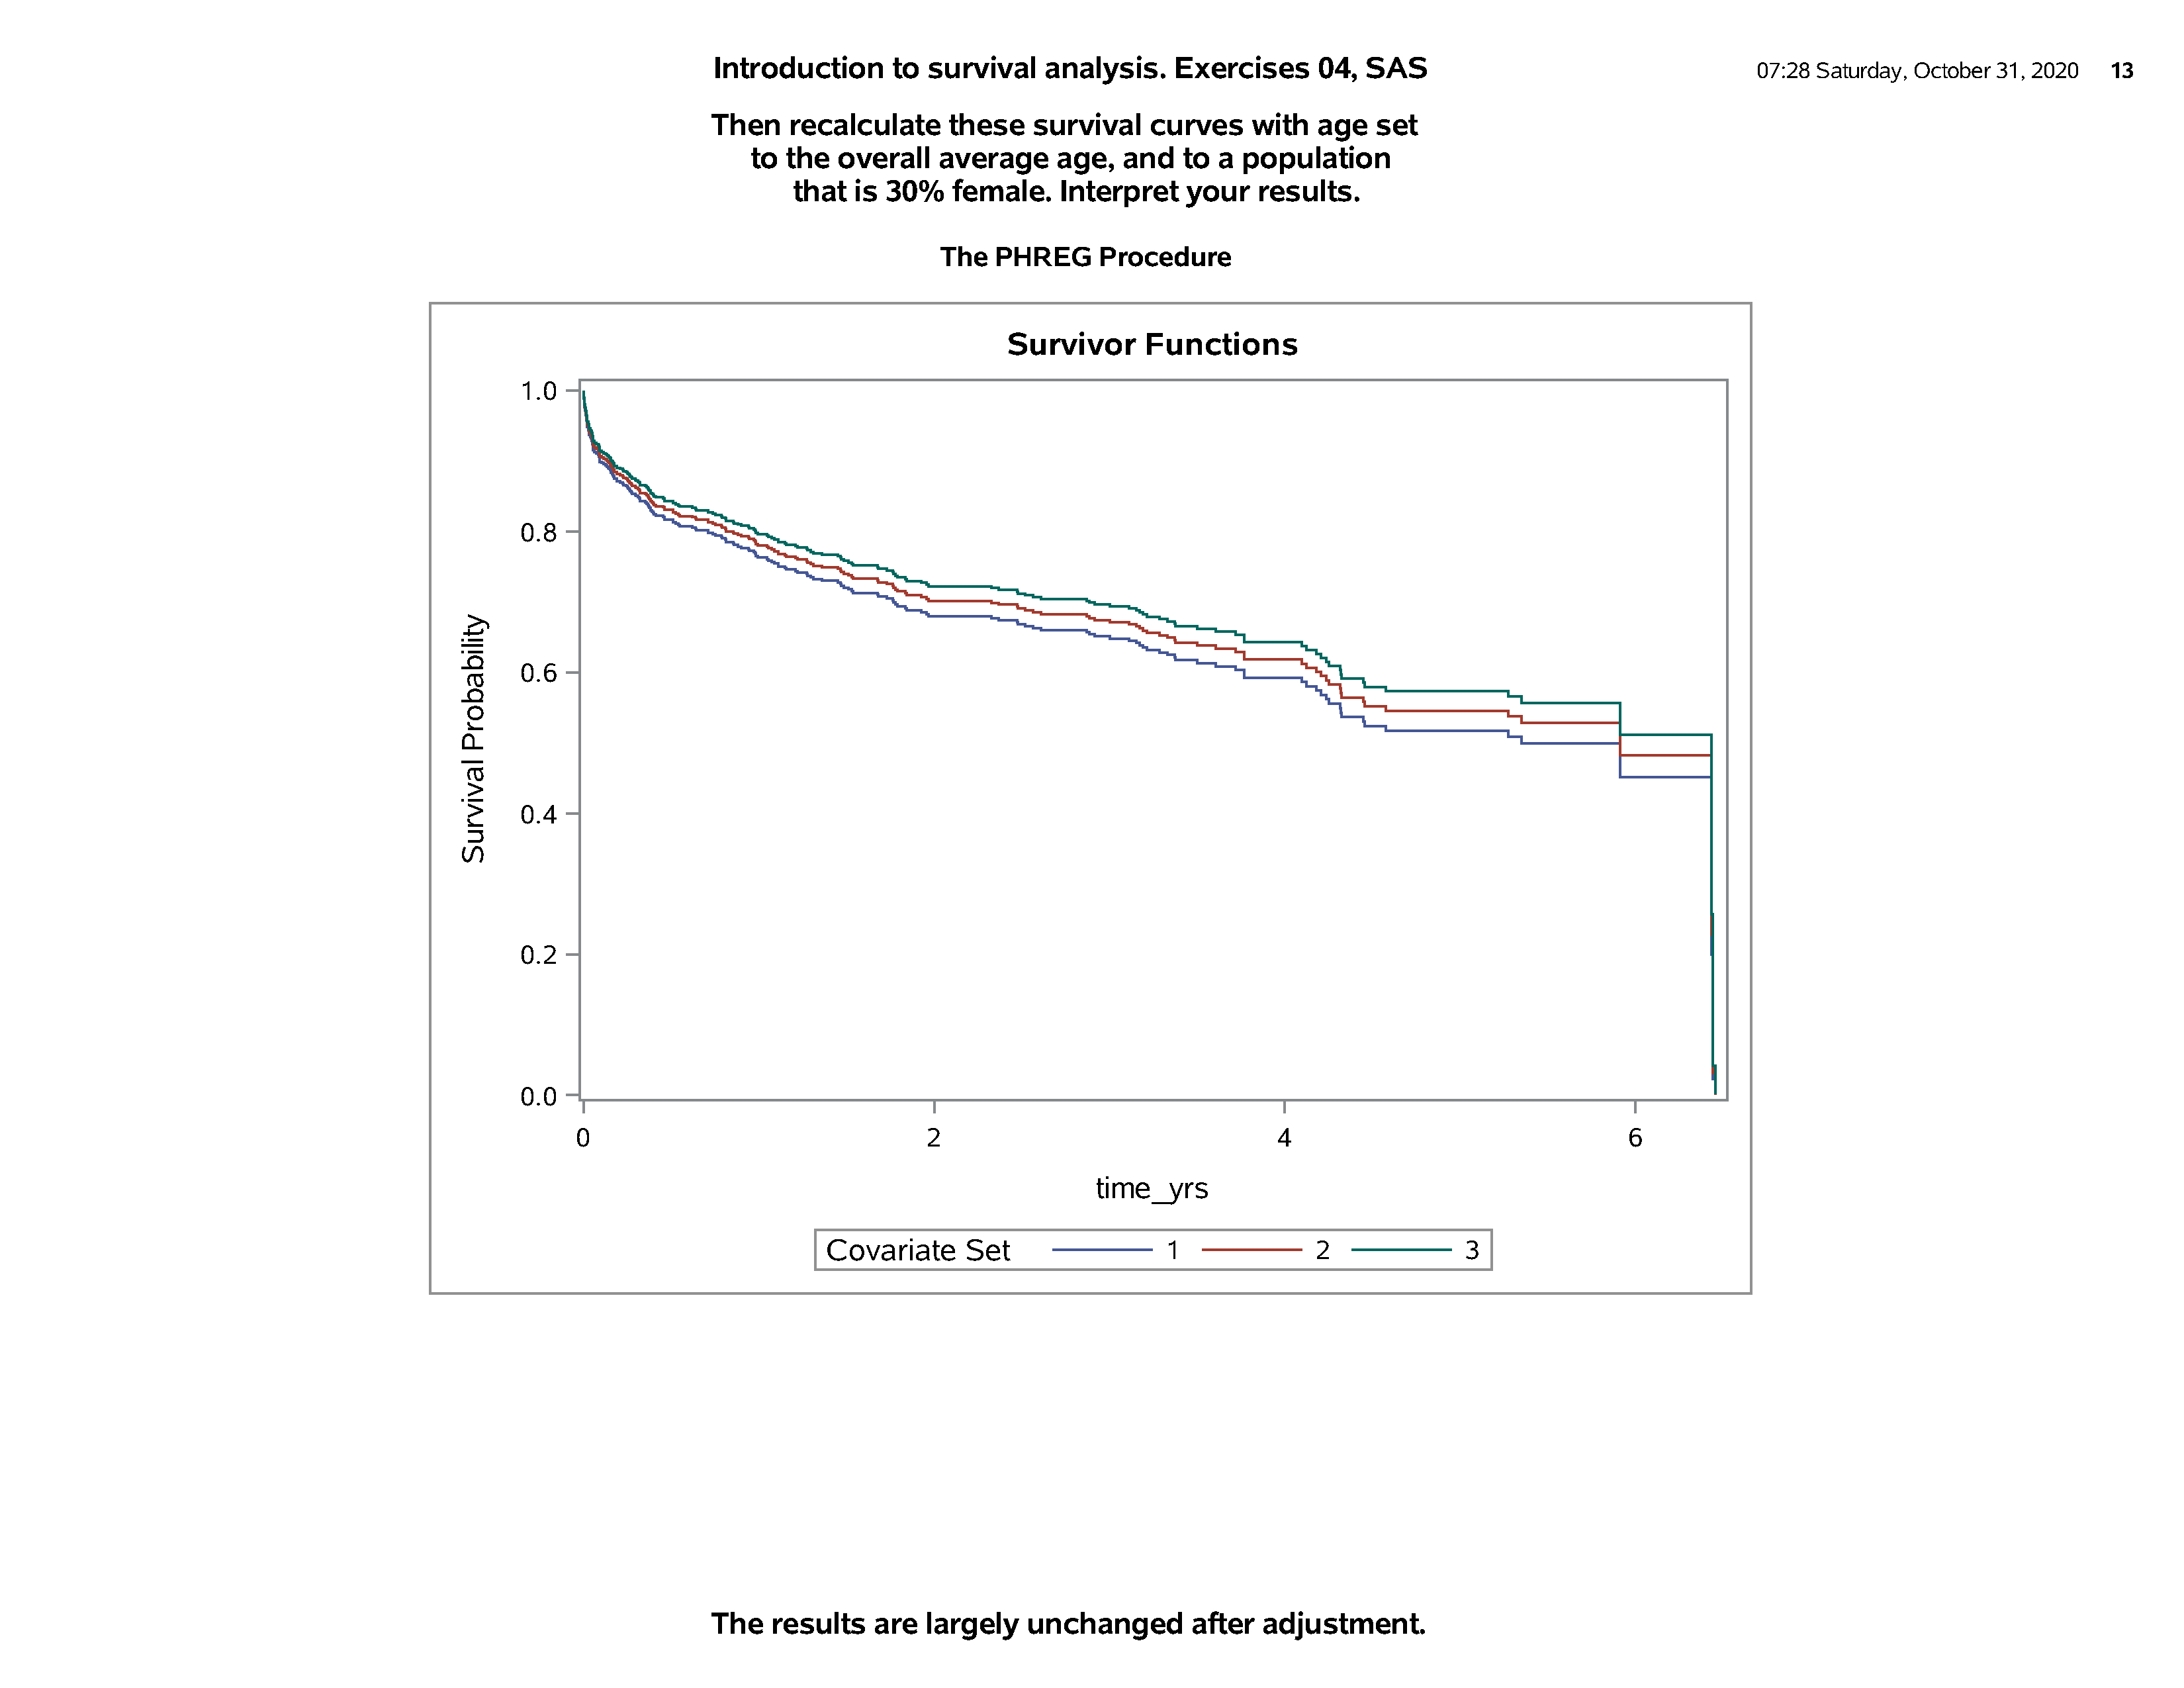 Introduction to survival analysis. Exercises 04, SAS
07:28 Saturday, October 31, 2020 13
Then recalculate these survival curves with age set
to the overall average age, and to a population
that is 30% female. Interpret your results.
The PHREG Procedure
Survivor Functions
1.0
0.8
0.6
0.4
0.2
0.0
Survival Probability
0 2 4 6
time_yrs
Covariate Set 1 2 3
The results are largely unchanged after adjustment.